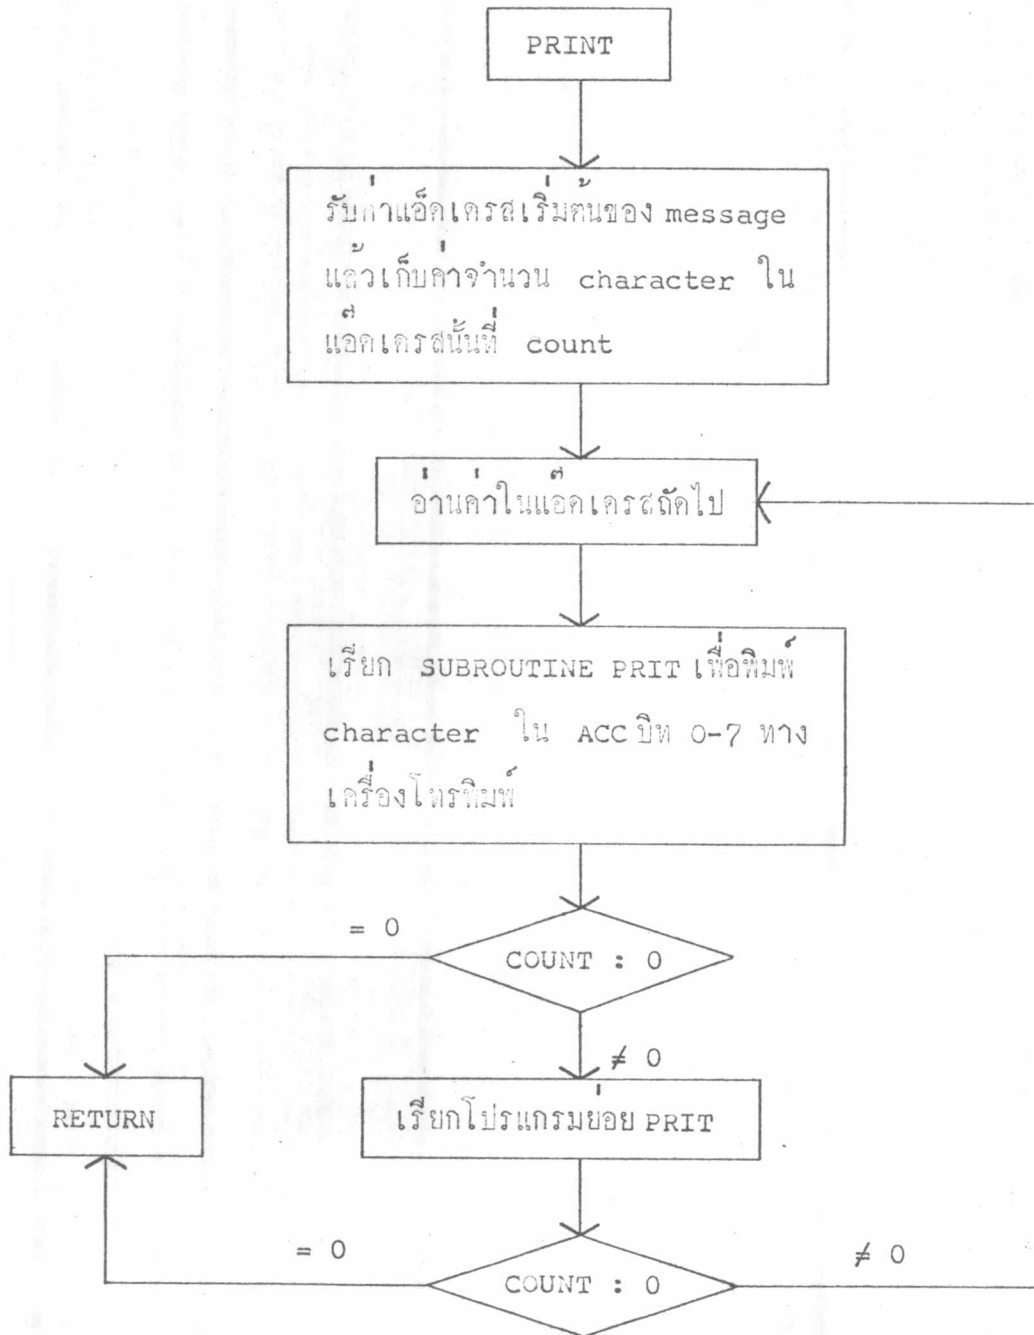 PRINT
รับค่าแอ็ดเดรสเริ่มต้นของ message
แล้วเก็บค่าจำนวน character ใน
แอ็ดเดรสนั้นที่ count
อ่านค่าในแอ็ดเดรสถัดไป
เรียก SUBROUTINE PRIT เพื่อพิมพ์
character ใน ACC บิท 0-7 ทาง
เครื่องโทรพิมพ์
= 0
COUNT : 0
≠ 0
RETURN
เรียกโปรแกรมย่อย PRIT
= 0
COUNT : 0
≠ 0